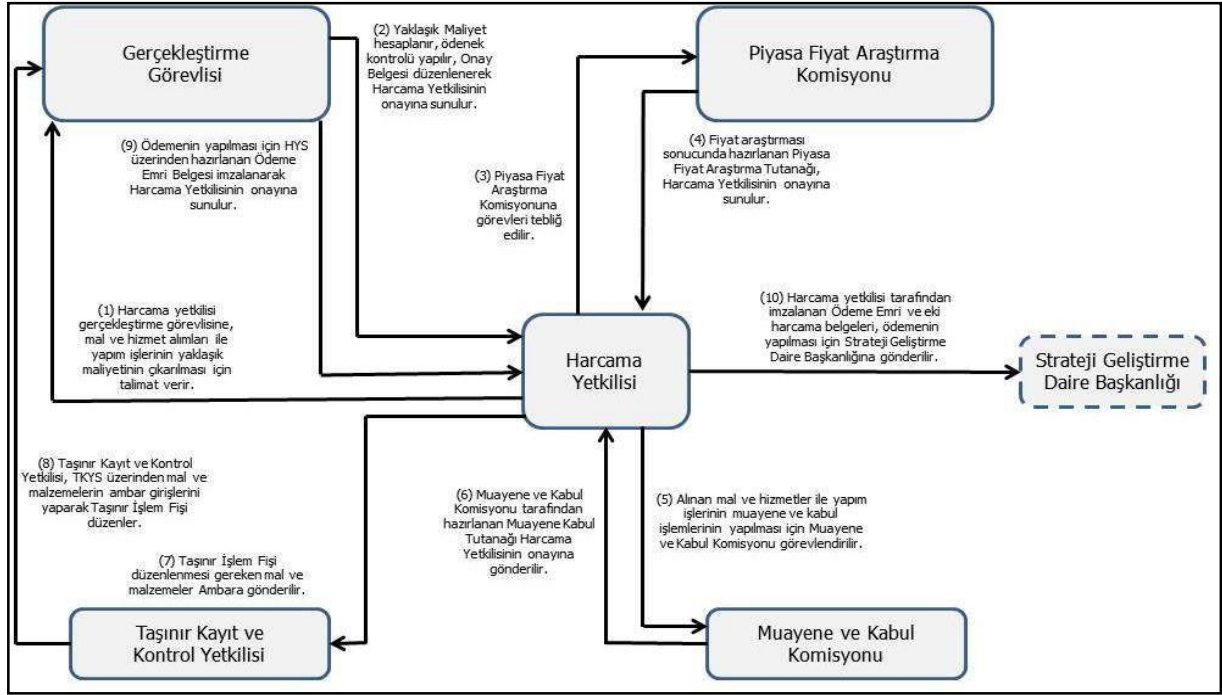 Gerçekleştirme
Görevlisi
(2) Yaklaşık Maliyet
hesaplanır, ödenek
kontrolü yapılır, Onay
Belgesi düzenlenerek
Harcama Yetkilisinin
onayına sunulur.
Piyasa Fiyat Araştırma
Komisyonu
(9) Ödemenin yapılması için HYS
üzerinden hazırlanan Ödeme
Emri Belgesi imzalanarak
Harcama Yetkilisinin onayına
sunulur.
(3) Piyasa Fiyat
Araştırma
Komisyonuna
görevleri tebliğ
edilir.
(4) Fiyat araştırması
sonucunda hazırlanan Piyasa
Fiyat Araştırma Tutanağı,
Harcama Yetkilisinin onayına
sunulur.
(1) Harcama yetkilisi
gerçekleştirme görevlisine,
mal ve hizmet alımları ile
yapım işlerinin yaklaşık
maliyetinin çıkarılması için
talimat verir.
Harcama
Yetkilisi
(10) Harcama yetkilisi tarafından
imzalanan Ödeme Emri ve eki
harcama belgeleri, ödemenin
yapılması için Strateji Geliştirme
Daire Başkanlığına gönderilir.
Strateji Geliştirme
Daire Başkanlığı
(8) Taşınır Kayıt ve Kontrol
Yetkilisi, TKYS üzerinden mal ve
malzemelerin ambar girişlerini
yaparak Taşınır İşlem Fişi
düzenler.
(7) Taşınır İşlem Fişi
düzenlenmesi gereken mal ve
malzemeler Ambara gönderilir.
(6) Muayene ve Kabul
Komisyonu tarafından
hazırlanan Muayene Kabul
Tutanağı Harcama
Yetkilisinin onayına
gönderilir.
(5) Alınan mal ve hizmetler ile yapım
işlerinin muayene ve kabul
işlemlerinin yapılması için Muayene
ve Kabul Komisyonu görevlendirilir.
Taşınır Kayıt ve
Kontrol Yetkilisi
Muayene ve Kabul
Komisyonu